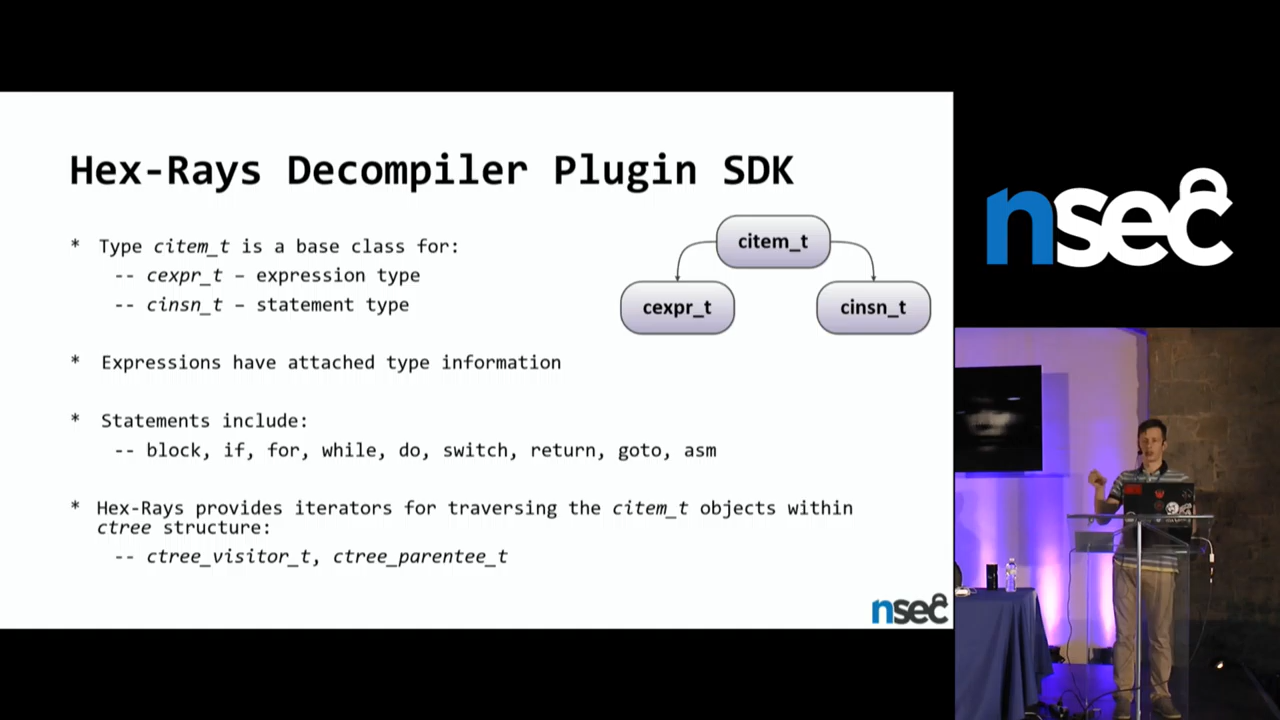 Hex-Rays Decompiler Plugin SDK
* Type citem_t is a base class for:
-- cexpr_t – expression type
-- cinsn_t – statement type
citem_t
cexpr_t
cinsn_t
* Expressions have attached type information
* Statements include:
-- block, if, for, while, do, switch, return, goto, asm
* Hex-Rays provides iterators for traversing the citem_t objects within
ctree structure:
-- ctree_visitor_t, ctree_parentee_t
nsec
nsec